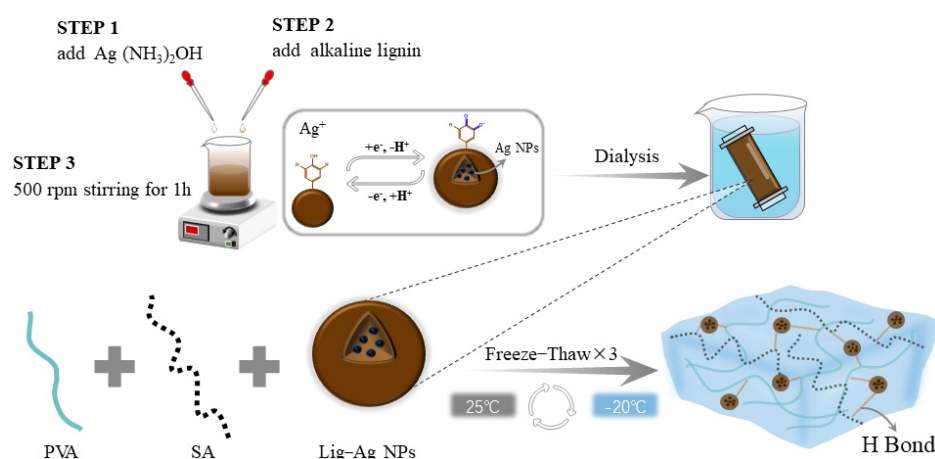 STEP 1
add Ag (NH₃)₂OH
STEP 2
add alkaline lignin
STEP 3
500 rpm stirring for 1h
Ag⁺
+e⁻, -H⁺
-e⁻, +H⁺
Ag NPs
Dialysis
PVA
SA
Lig–Ag NPs
Freeze–Thaw×3
25℃
-20℃
H Bond